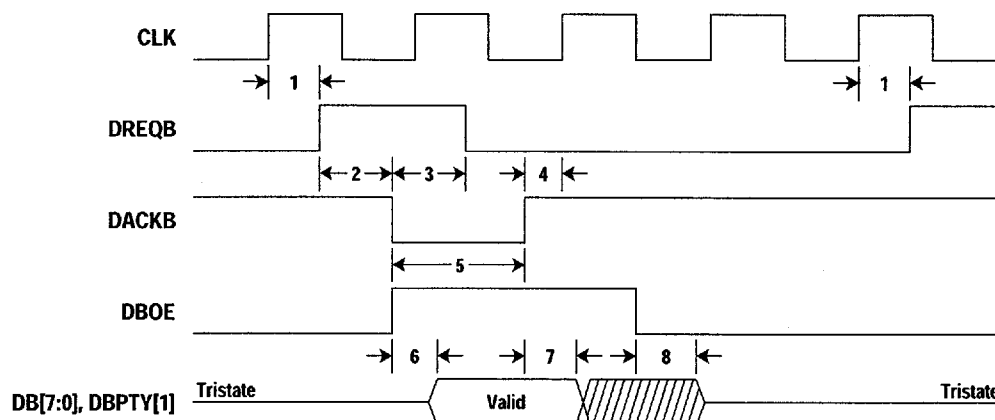 CLK
1 1
DREQB
2 3 4
DACKB
5
DBOE
6 7 8
DB[7:0], DBPTY[1] Tristate Valid Tristate